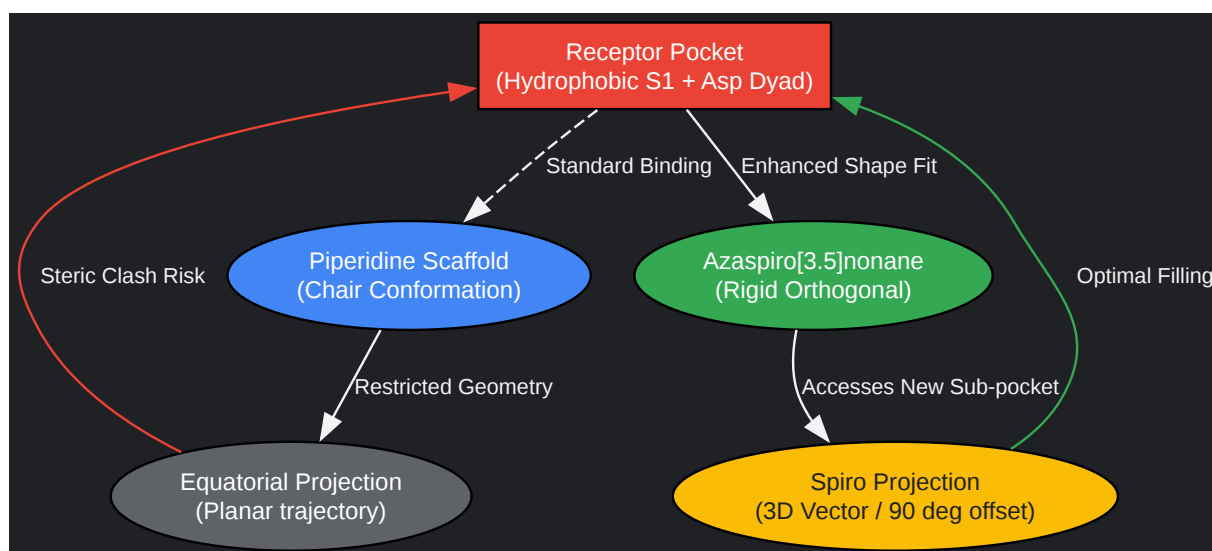 Receptor Pocket
(Hydrophobic S1 + Asp Dyad)
Standard Binding
Enhanced Shape Fit
Steric Clash Risk
Piperidine Scaffold
(Chair Conformation)
Azaspiro[3.5]nonane
(Rigid Orthogonal)
Optimal Filling
Restricted Geometry
Accesses New Sub-pocket
Equatorial Projection
(Planar trajectory)
Spiro Projection
(3D Vector / 90 deg offset)